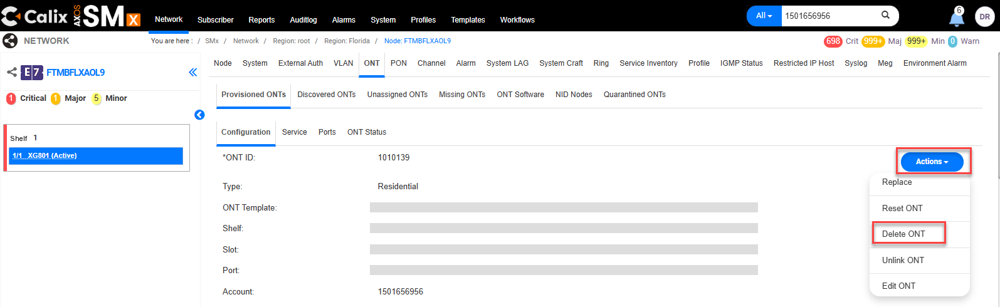 Calix AXOS SMx
Network Subscriber Reports Auditlog Alarms System Profiles Templates Workflows
All 1501656956 6 DR
NETWORK
You are here : / SMx / Network / Region: root / Region: Florida / Node: FTMBFLXAOL9
698 Crit 999+ Maj 999+ Min 0 Warn
E7 FTMBFLXAOL9
1 Critical 1 Major 5 Minor
Shelf 1
1/1 XG801 (Active)
Node System External Auth VLAN ONT PON Channel Alarm System LAG System Craft Ring Service Inventory Profile IGMP Status Restricted IP Host Syslog Meg Environment Alarm
Provisioned ONTs Discovered ONTs Unassigned ONTs Missing ONTs ONT Software NID Nodes Quarantined ONTs
Configuration Service Ports ONT Status
*ONT ID: 1010139
Type: Residential
ONT Template:
Shelf:
Slot:
Port:
Account: 1501656956
Actions
Replace
Reset ONT
Delete ONT
Unlink ONT
Edit ONT